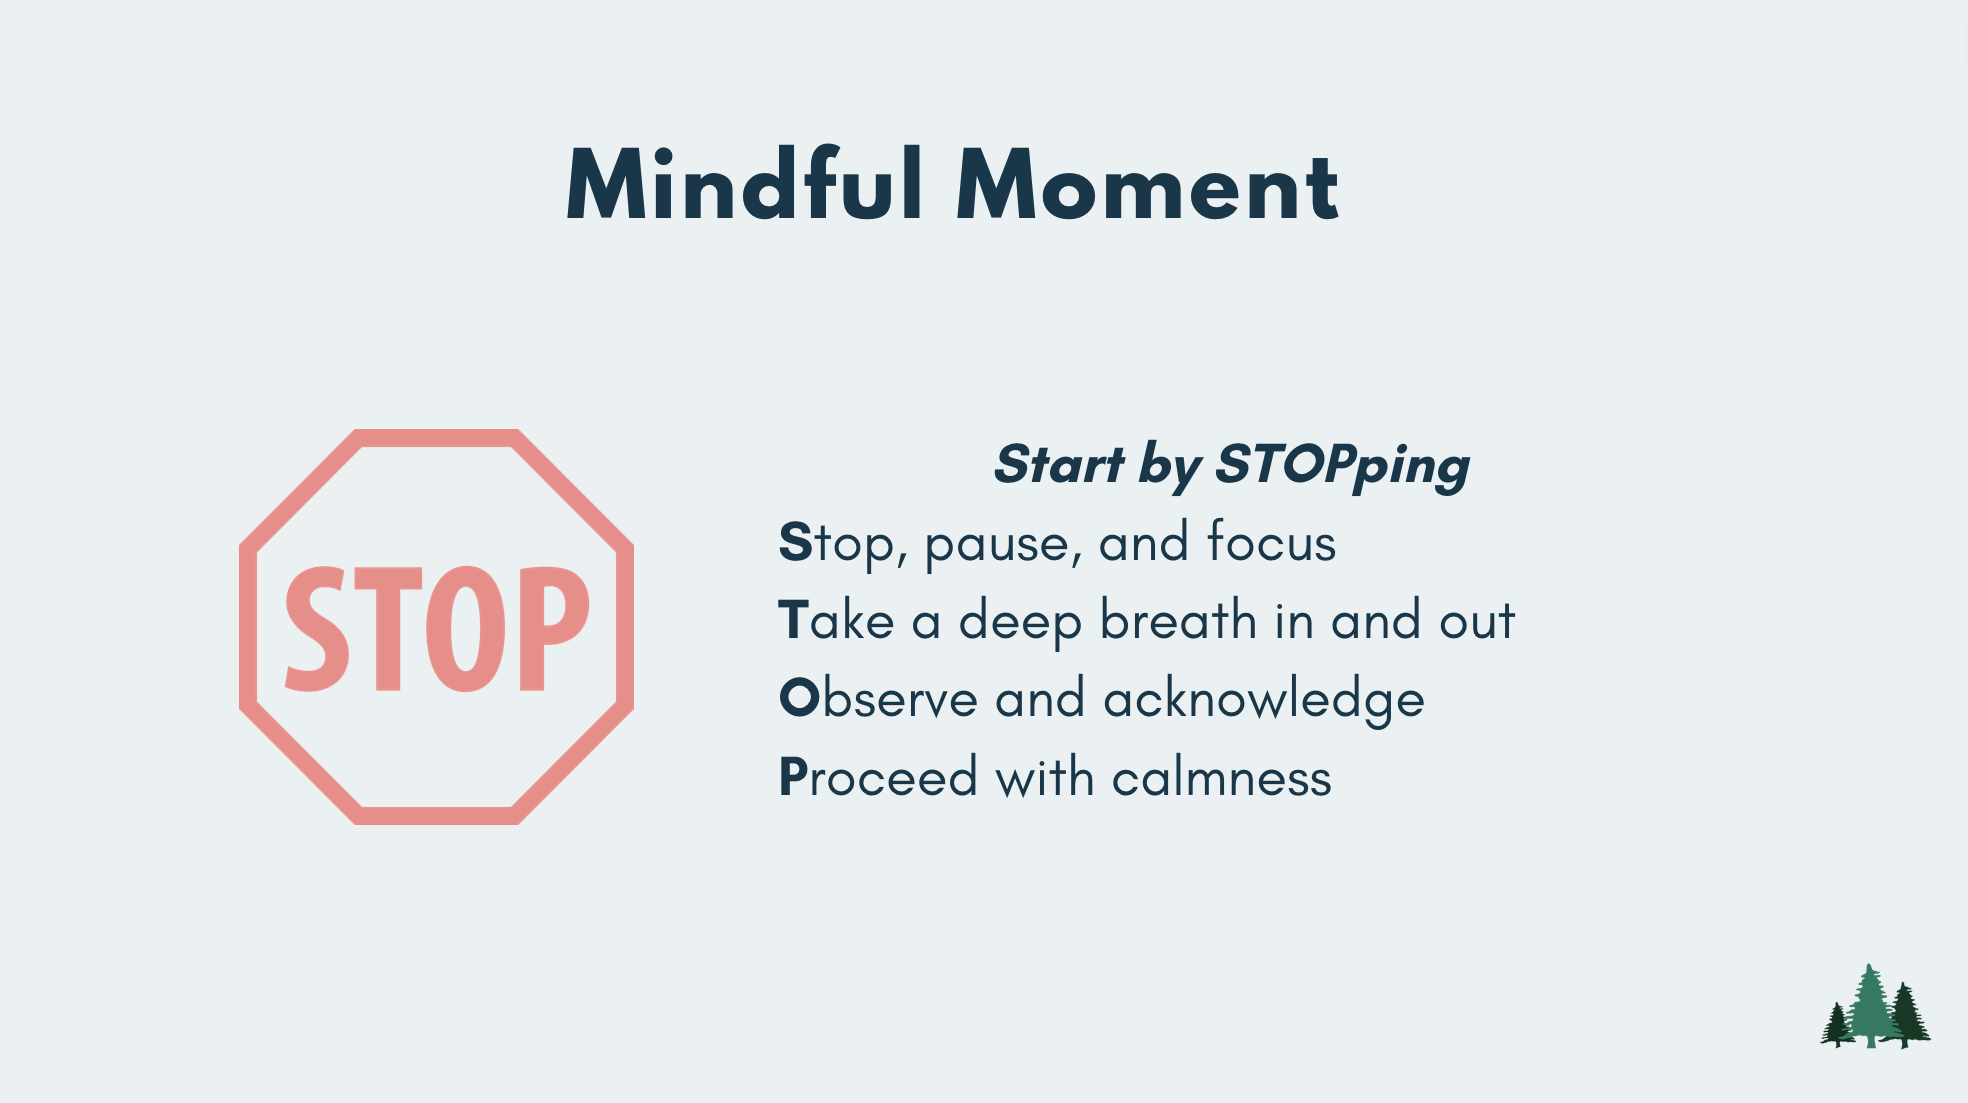 Mindful Moment
STOP
Start by STOPping
Stop, pause, and focus
Take a deep breath in and out
Observe and acknowledge
Proceed with calmness